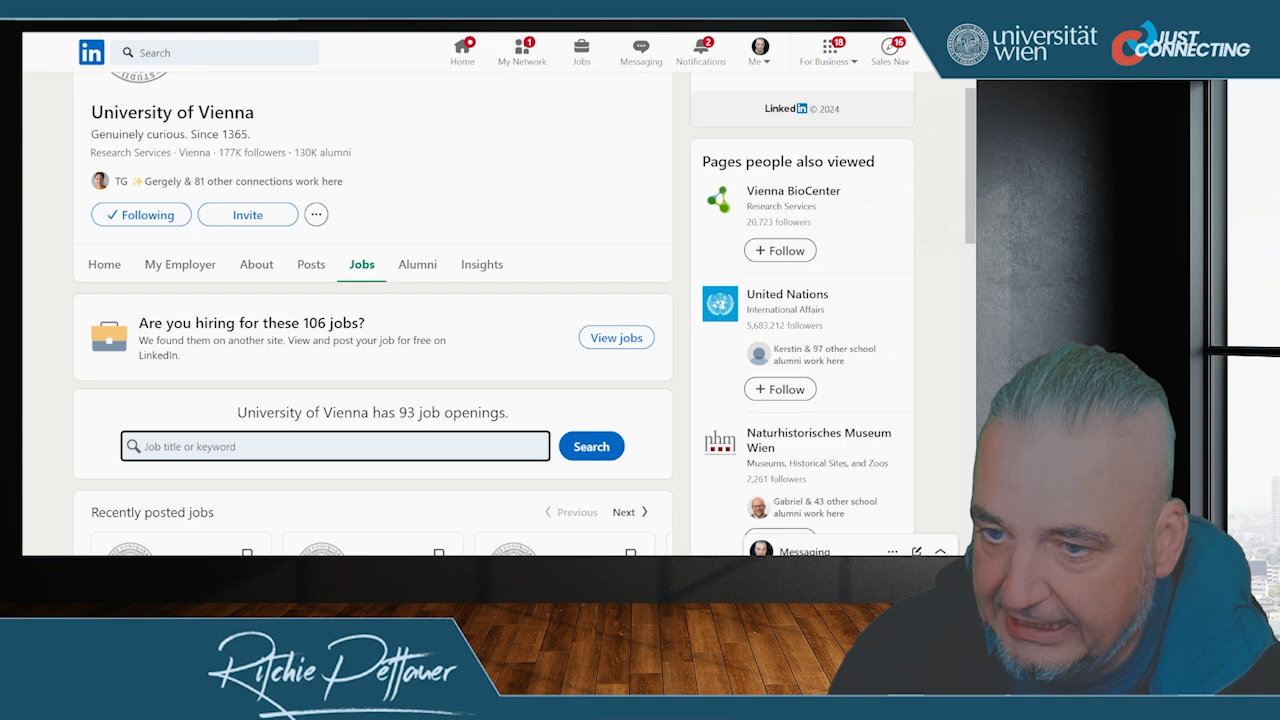 universität
wien
JUST
CONNECTING
in
Search
Home
1
My Network
Jobs
Messaging
2
Notifications
Me
18
For Business
16
Sales Nav
University of Vienna
Genuinely curious. Since 1365.
Research Services · Vienna · 177K followers · 130K alumni
TG ✨Gergely & 81 other connections work here
✓ Following
Invite
...
Home
My Employer
About
Posts
Jobs
Alumni
Insights
Are you hiring for these 106 jobs?
We found them on another site. View and post your job for free on
LinkedIn.
View jobs
University of Vienna has 93 job openings.
Job title or keyword
Search
Recently posted jobs
Previous
Next
Linked in © 2024
Pages people also viewed
Vienna BioCenter
Research Services
20,723 followers
+ Follow
United Nations
International Affairs
5,683,212 followers
Kerstin & 97 other school
alumni work here
+ Follow
nhm
Naturhistorisches Museum
Wien
Museums, Historical Sites, and Zoos
2,261 followers
Gabriel & 43 other school
alumni work here
Messaging
...
Ritchie Pettauer